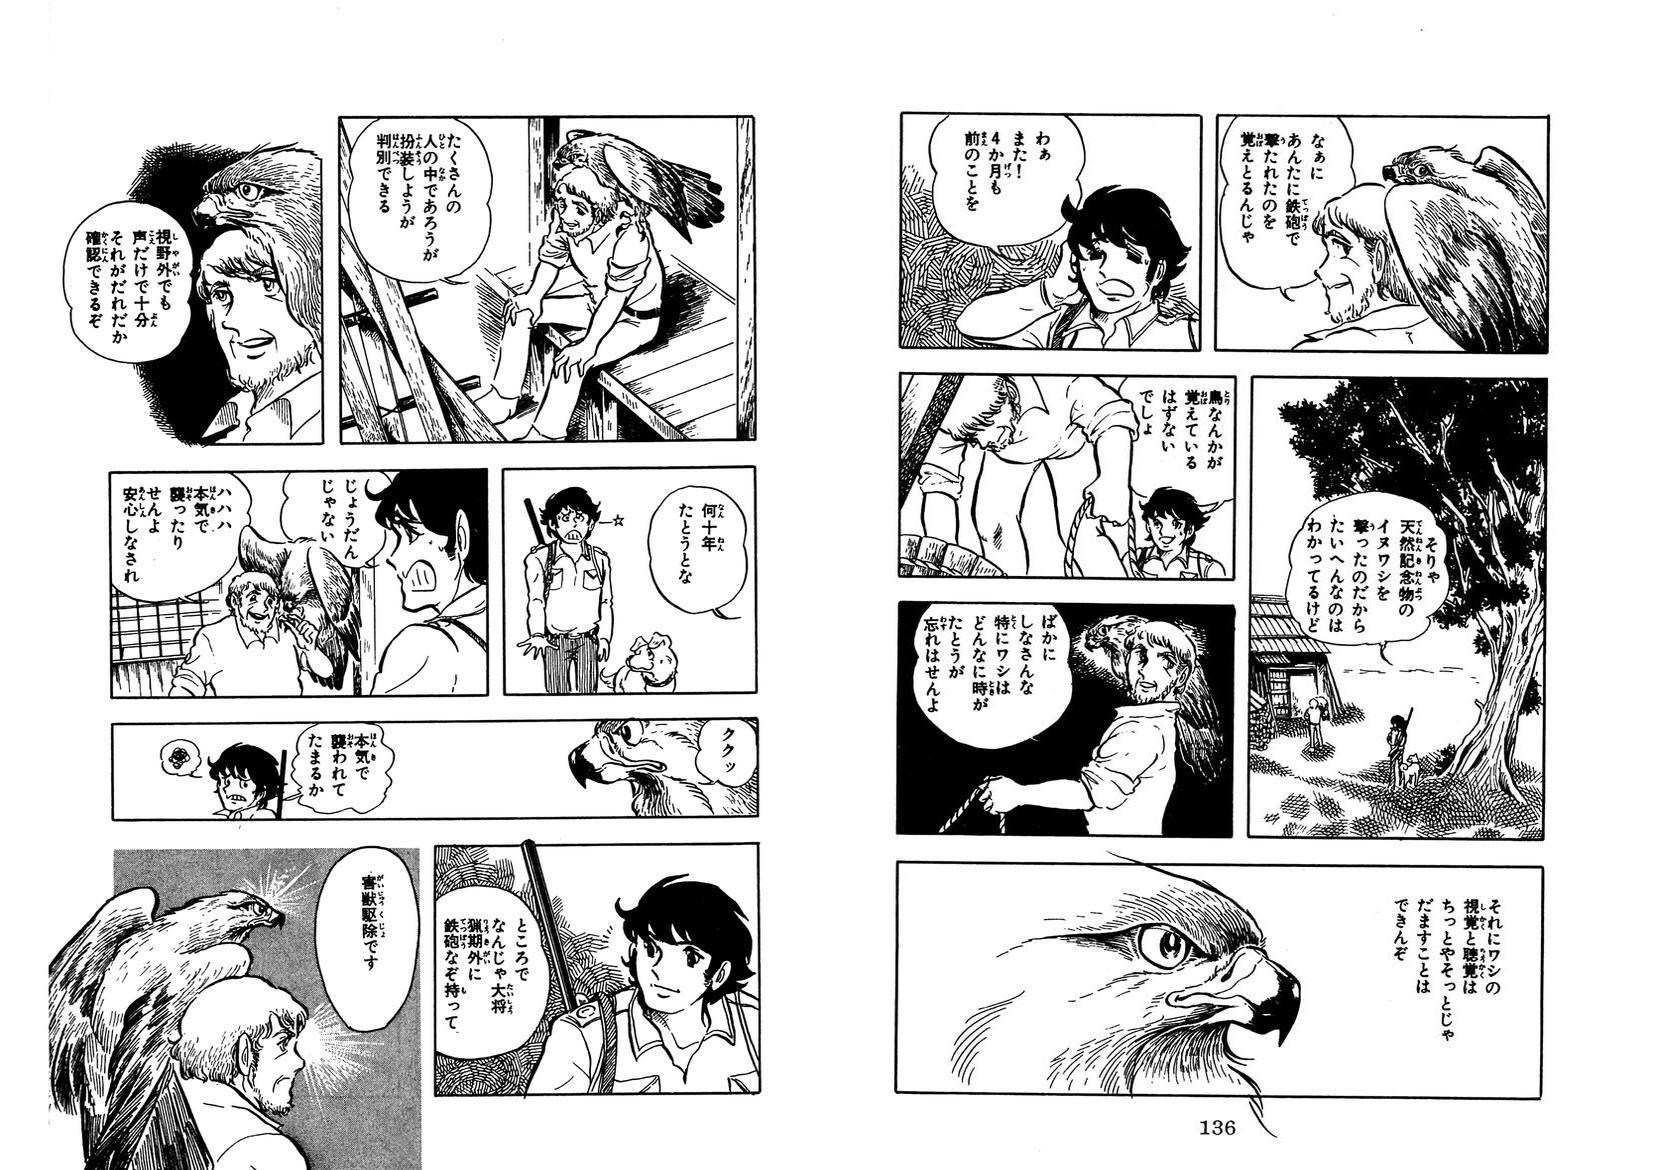 なぁに
あんたに鉄砲で
撃たれたのを
覚えとるんじゃ
わぁ
また！
4か月も
前のことを
そりゃ
天然記念物の
イヌワシを
撃ったのだから
たいへんなのは
わかってるけど
鳥なんかが
覚えている
はずない
でしょ
ばかに
しなさんな
特にワシは
どんなに時が
たとうが
忘れはせんよ
それにワシの
視覚と聴覚は
ちっとやそっとじゃ
だますことは
できんぞ
136
たくさんの
人の中であろうが
扮装しようが
判別できる
視野外でも
声だけで十分
それがだれだか
確認できるぞ
何十年
たとうとな
じょうだん
じゃない
ハハハ
本気で
襲ったり
せんよ
安心しなされ
ククッ
本気で
襲われて
たまるか
ところで
なんじゃ大将
猟期外に
鉄砲なぞ持って
害獣駆除です